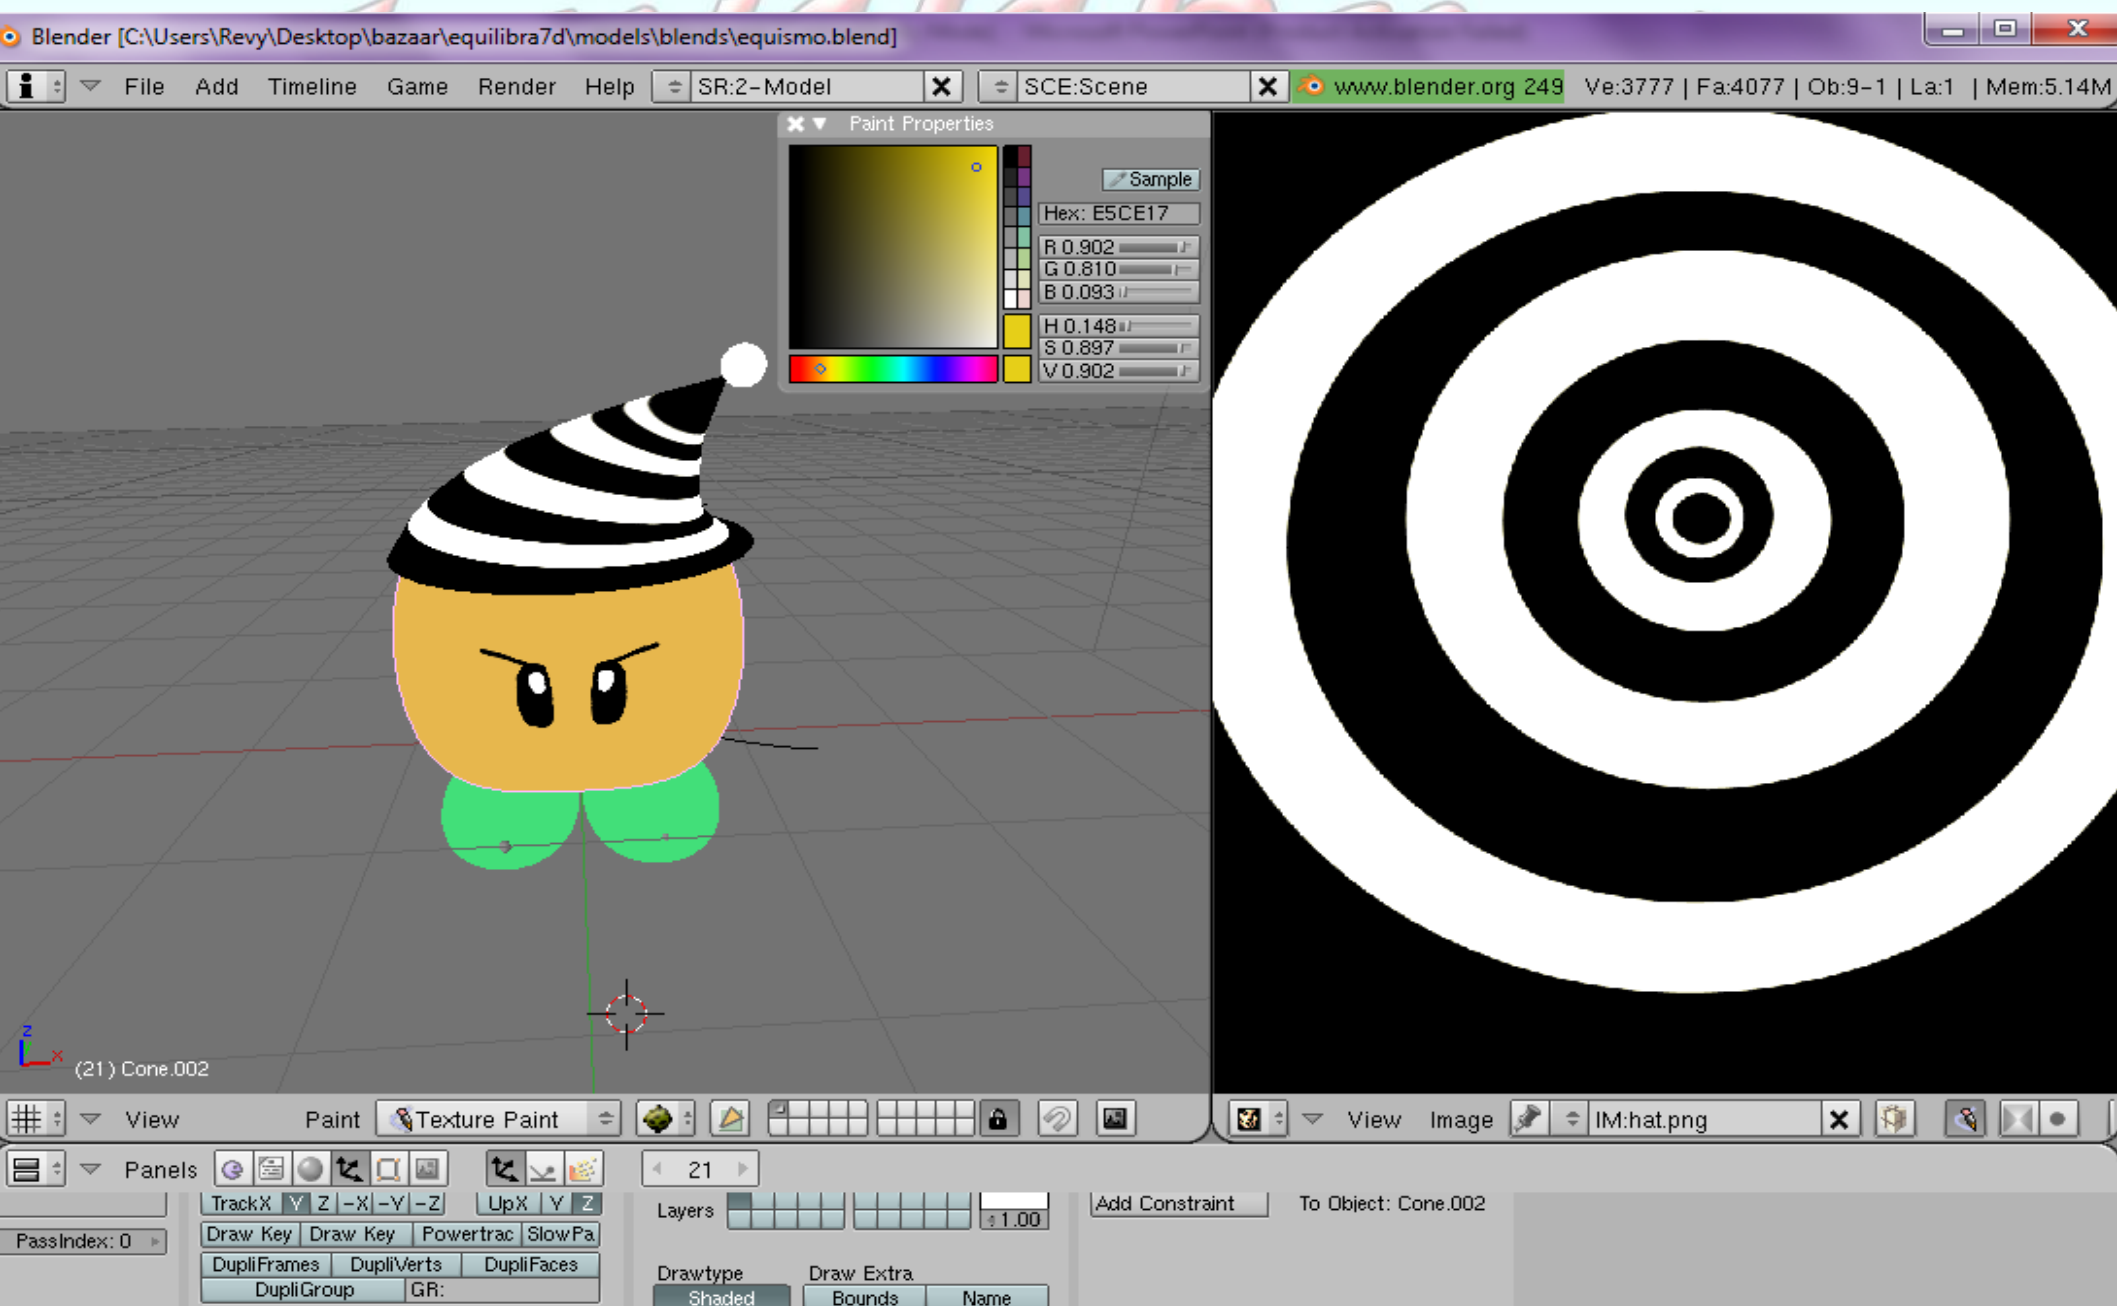 Blender [C:\Users\Revy\Desktop\bazaar\equilibra7d\models\blends\equismo.blend]
File Add Timeline Game Render Help SR:2-Model SCE:Scene www.blender.org 249 Ve:3777 | Fa:4077 | Ob:9-1 | La:1 | Mem:5.14M
Paint Properties
Sample
Hex: E5CE17
R 0.902
G 0.810
B 0.093
H 0.148
S 0.897
V 0.902
z
x
(21) Cone.002
View Paint Texture Paint
View Image IM:hat.png
Panels 21
TrackX Y Z -X -Y -Z UpX Y Z
Layers
1.00
Add Constraint To Object: Cone.002
PassIndex: 0
Draw Key Draw Key Powertrac SlowPa
DupliFrames DupliVerts DupliFaces
DupliGroup GR:
Drawtype Draw Extra
Shaded Bounds Name